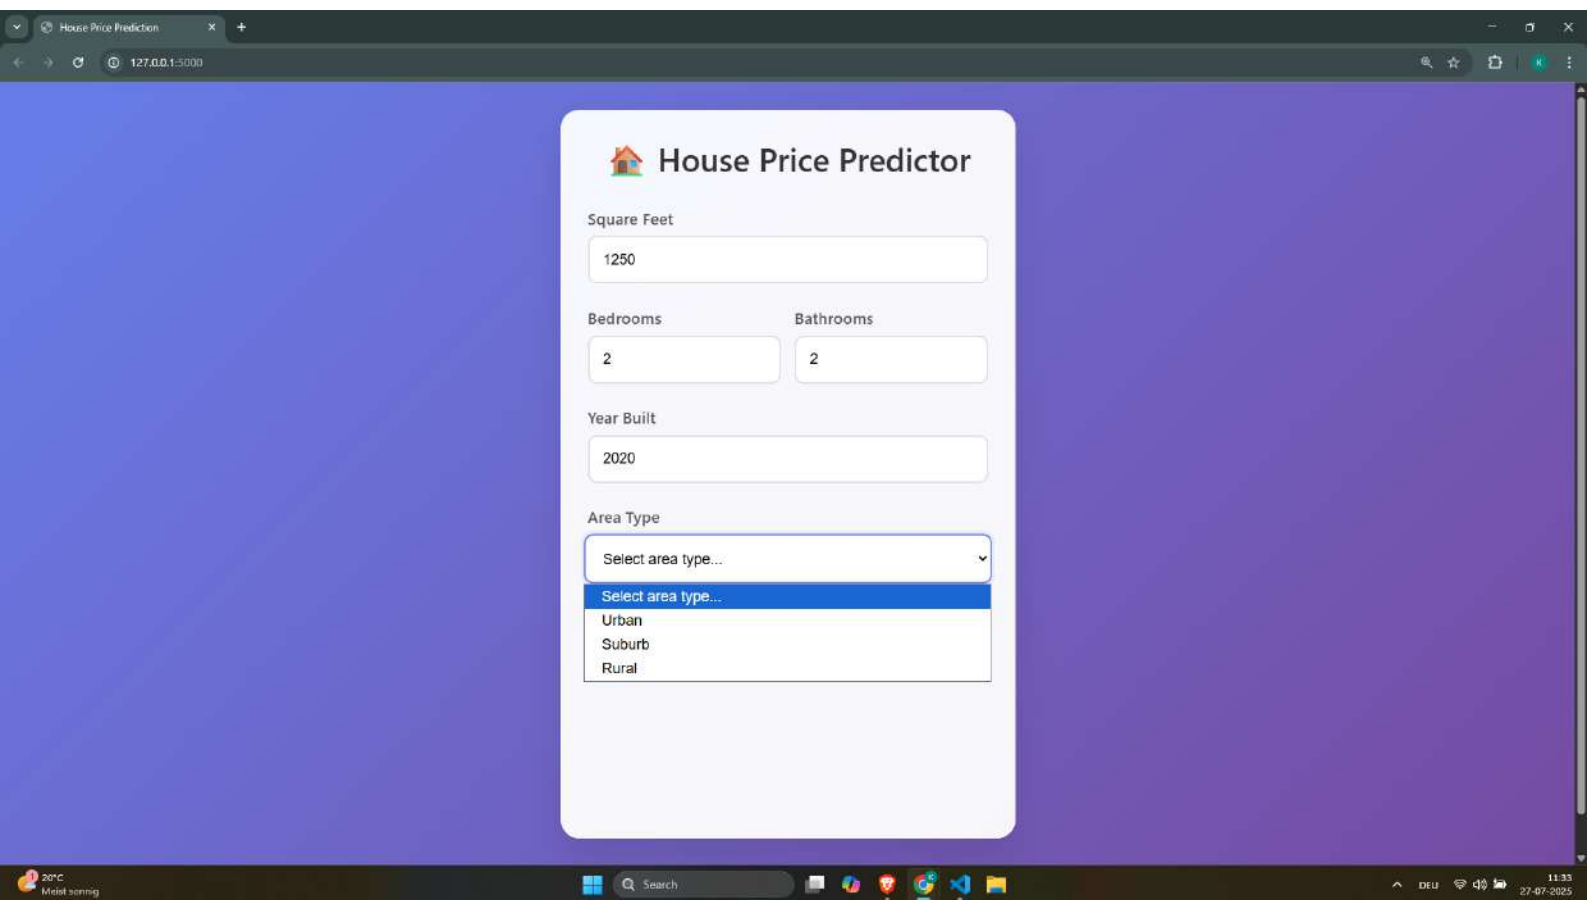 House Price Prediction
127.0.0.1:5000
K
House Price Predictor
Square Feet
1250
Bedrooms Bathrooms
2 2
Year Built
2020
Area Type
Select area type...
Select area type...
Urban
Suburb
Rural
1
20°C
Meist sonnig
Search
DEU
11:33
27-07-2025